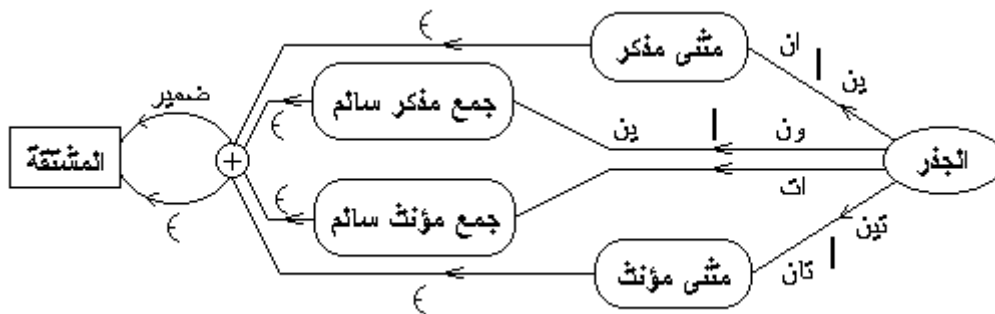 ∋
مثنى مذكر
ان | ين
ضمير
جمع مذكر سالم
∋
ون | ين
المشتقة
+
الجذر
∋
∋
جمع مؤنث سالم
ات
تين | تان
مثنى مؤنث
∋